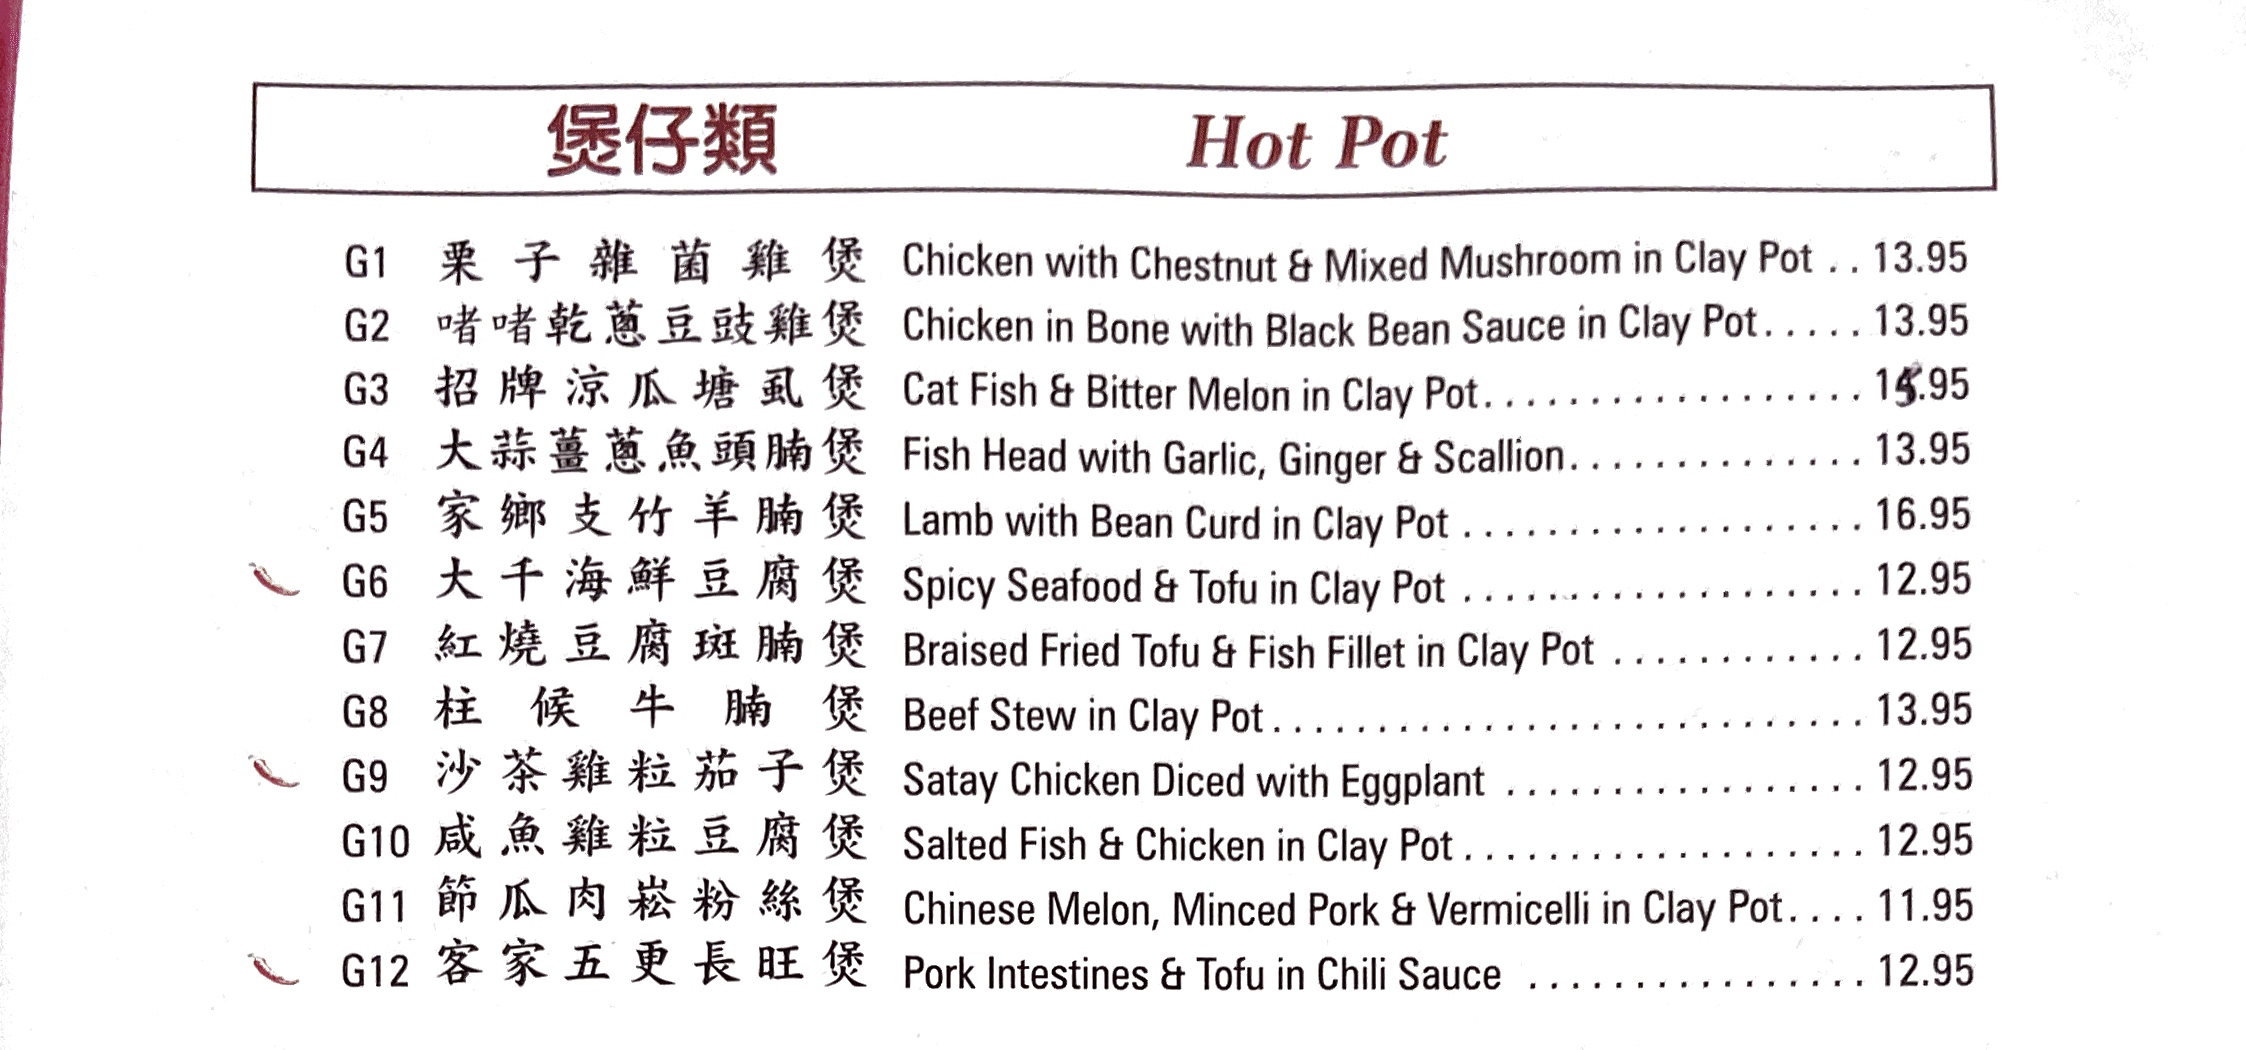 煲仔類 Hot Pot
G1 栗子雜菌雞煲 Chicken with Chestnut & Mixed Mushroom in Clay Pot .. 13.95
G2 啫啫乾蔥豆豉雞煲 Chicken in Bone with Black Bean Sauce in Clay Pot..... 13.95
G3 招牌涼瓜塘虱煲 Cat Fish & Bitter Melon in Clay Pot.................. 15.95
G4 大蒜薑蔥魚頭腩煲 Fish Head with Garlic, Ginger & Scallion.............. 13.95
G5 家鄉支竹羊腩煲 Lamb with Bean Curd in Clay Pot ................... 16.95
G6 大千海鮮豆腐煲 Spicy Seafood & Tofu in Clay Pot ................... 12.95
G7 紅燒豆腐斑腩煲 Braised Fried Tofu & Fish Fillet in Clay Pot ............ 12.95
G8 柱候牛腩煲 Beef Stew in Clay Pot............................ 13.95
G9 沙茶雞粒茄子煲 Satay Chicken Diced with Eggplant ................. 12.95
G10 咸魚雞粒豆腐煲 Salted Fish & Chicken in Clay Pot................... 12.95
G11 節瓜肉崧粉絲煲 Chinese Melon, Minced Pork & Vermicelli in Clay Pot.... 11.95
G12 客家五更長旺煲 Pork Intestines & Tofu in Chili Sauce ................ 12.95